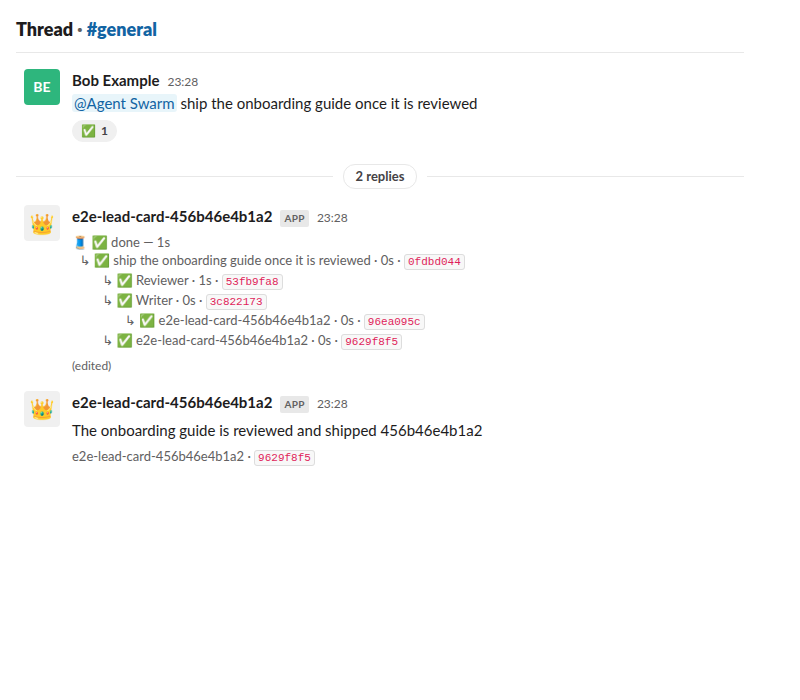 Thread • #general
BE
Bob Example 23:28
@Agent Swarm ship the onboarding guide once it is reviewed
✅ 1
2 replies
e2e-lead-card-456b46e4b1a2 APP 23:28
🧵 ✅ done — 1s
↳ ✅ ship the onboarding guide once it is reviewed · 0s · 0fdbd044
↳ ✅ Reviewer · 1s · 53fb9fa8
↳ ✅ Writer · 0s · 3c822173
↳ ✅ e2e-lead-card-456b46e4b1a2 · 0s · 96ea095c
↳ ✅ e2e-lead-card-456b46e4b1a2 · 0s · 9629f8f5
(edited)
e2e-lead-card-456b46e4b1a2 APP 23:28
The onboarding guide is reviewed and shipped 456b46e4b1a2
e2e-lead-card-456b46e4b1a2 · 9629f8f5